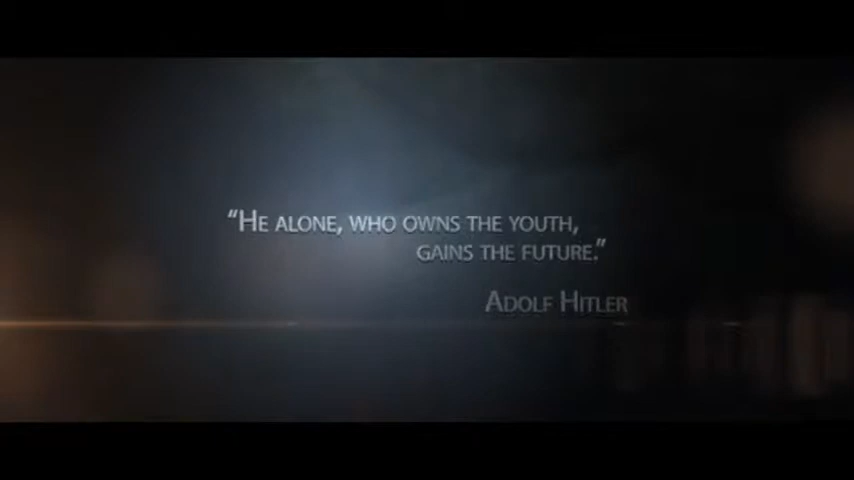 “He alone, who owns the youth,
gains the future.”
Adolf Hitler